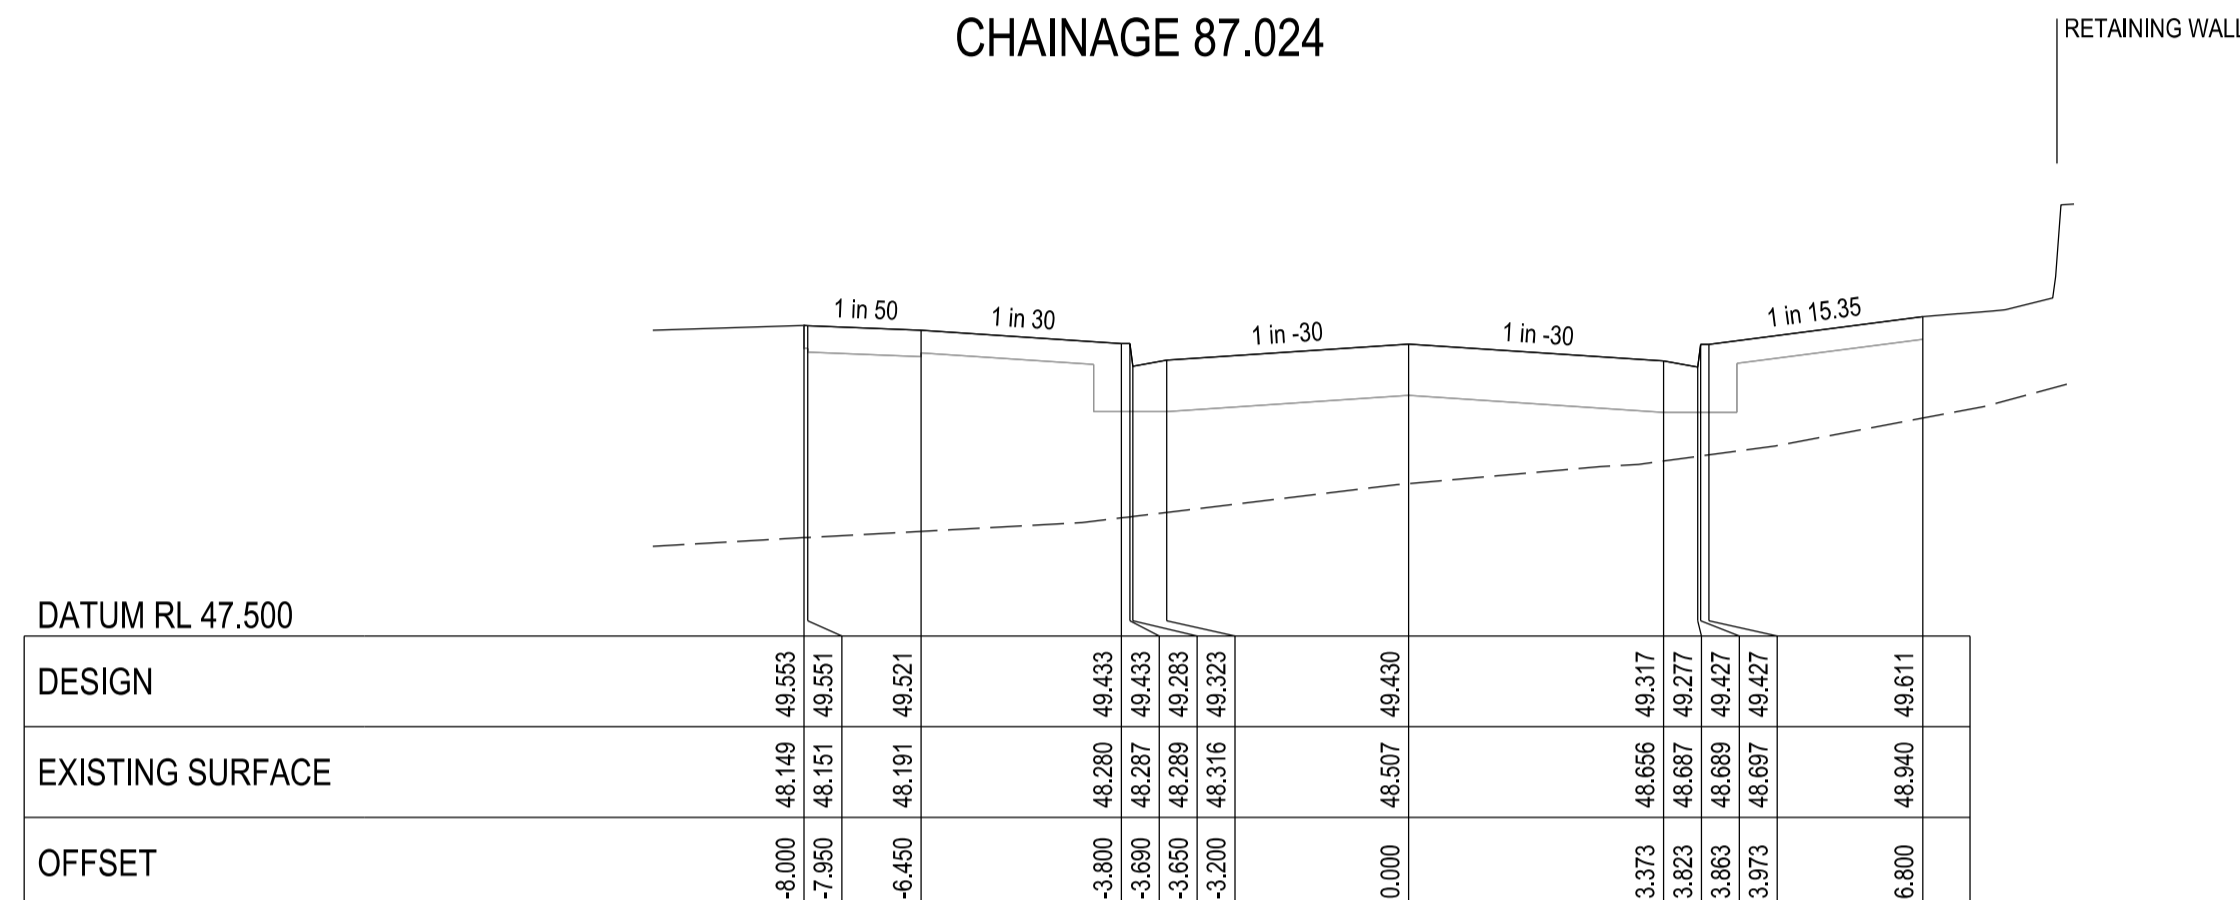 CHAINAGE 87.024
RETAINING WALL
1 in 50
1 in 30
1 in -30
1 in -30
1 in 15.35
DATUM RL 47.500
DESIGN 49.553 49.551 49.521 49.433 49.433 49.283 49.323 49.430 49.317 49.277 49.427 49.427 49.611
EXISTING SURFACE 48.149 48.151 48.191 48.280 48.287 48.289 48.316 48.507 48.656 48.687 48.689 48.697 48.940
OFFSET -8.000 -7.950 -6.450 -3.800 -3.690 -3.650 -3.200 0.000 3.373 3.823 3.863 3.973 6.800